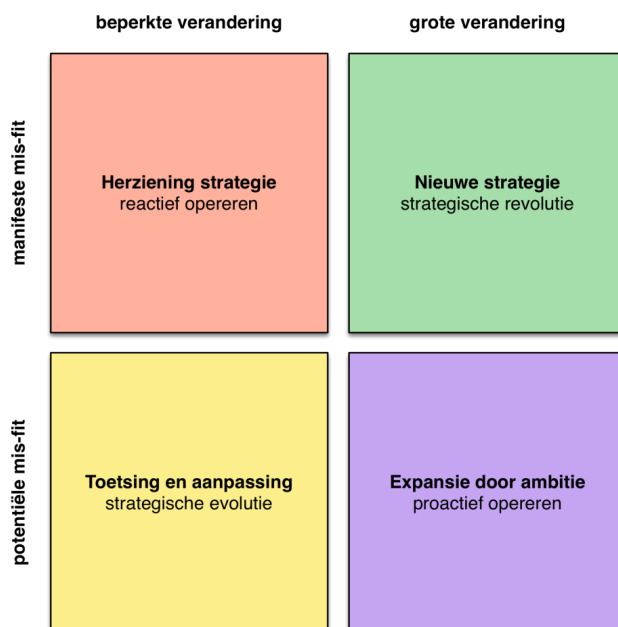 beperkte verandering
grote verandering
manifeste mis-fit
Herziening strategie
reactief opereren
Nieuwe strategie
strategische revolutie
potentiële mis-fit
Toetsing en aanpassing
strategische evolutie
Expansie door ambitie
proactief opereren